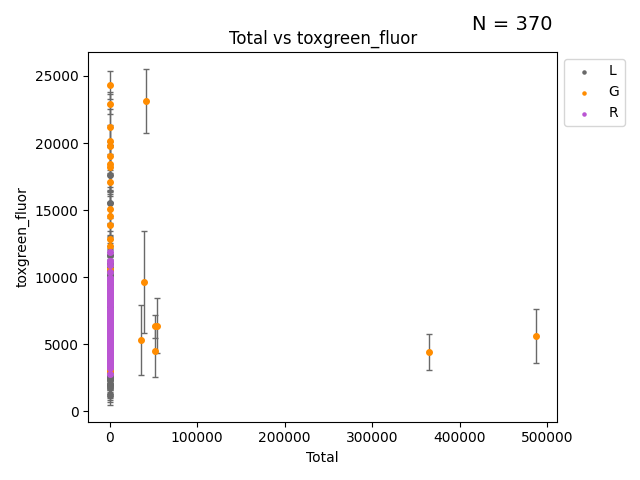 N = 370
Total vs toxgreen_fluor
25000
20000
15000
10000
5000
0
toxgreen_fluor
0 100000 200000 300000 400000 500000
Total
L
G
R